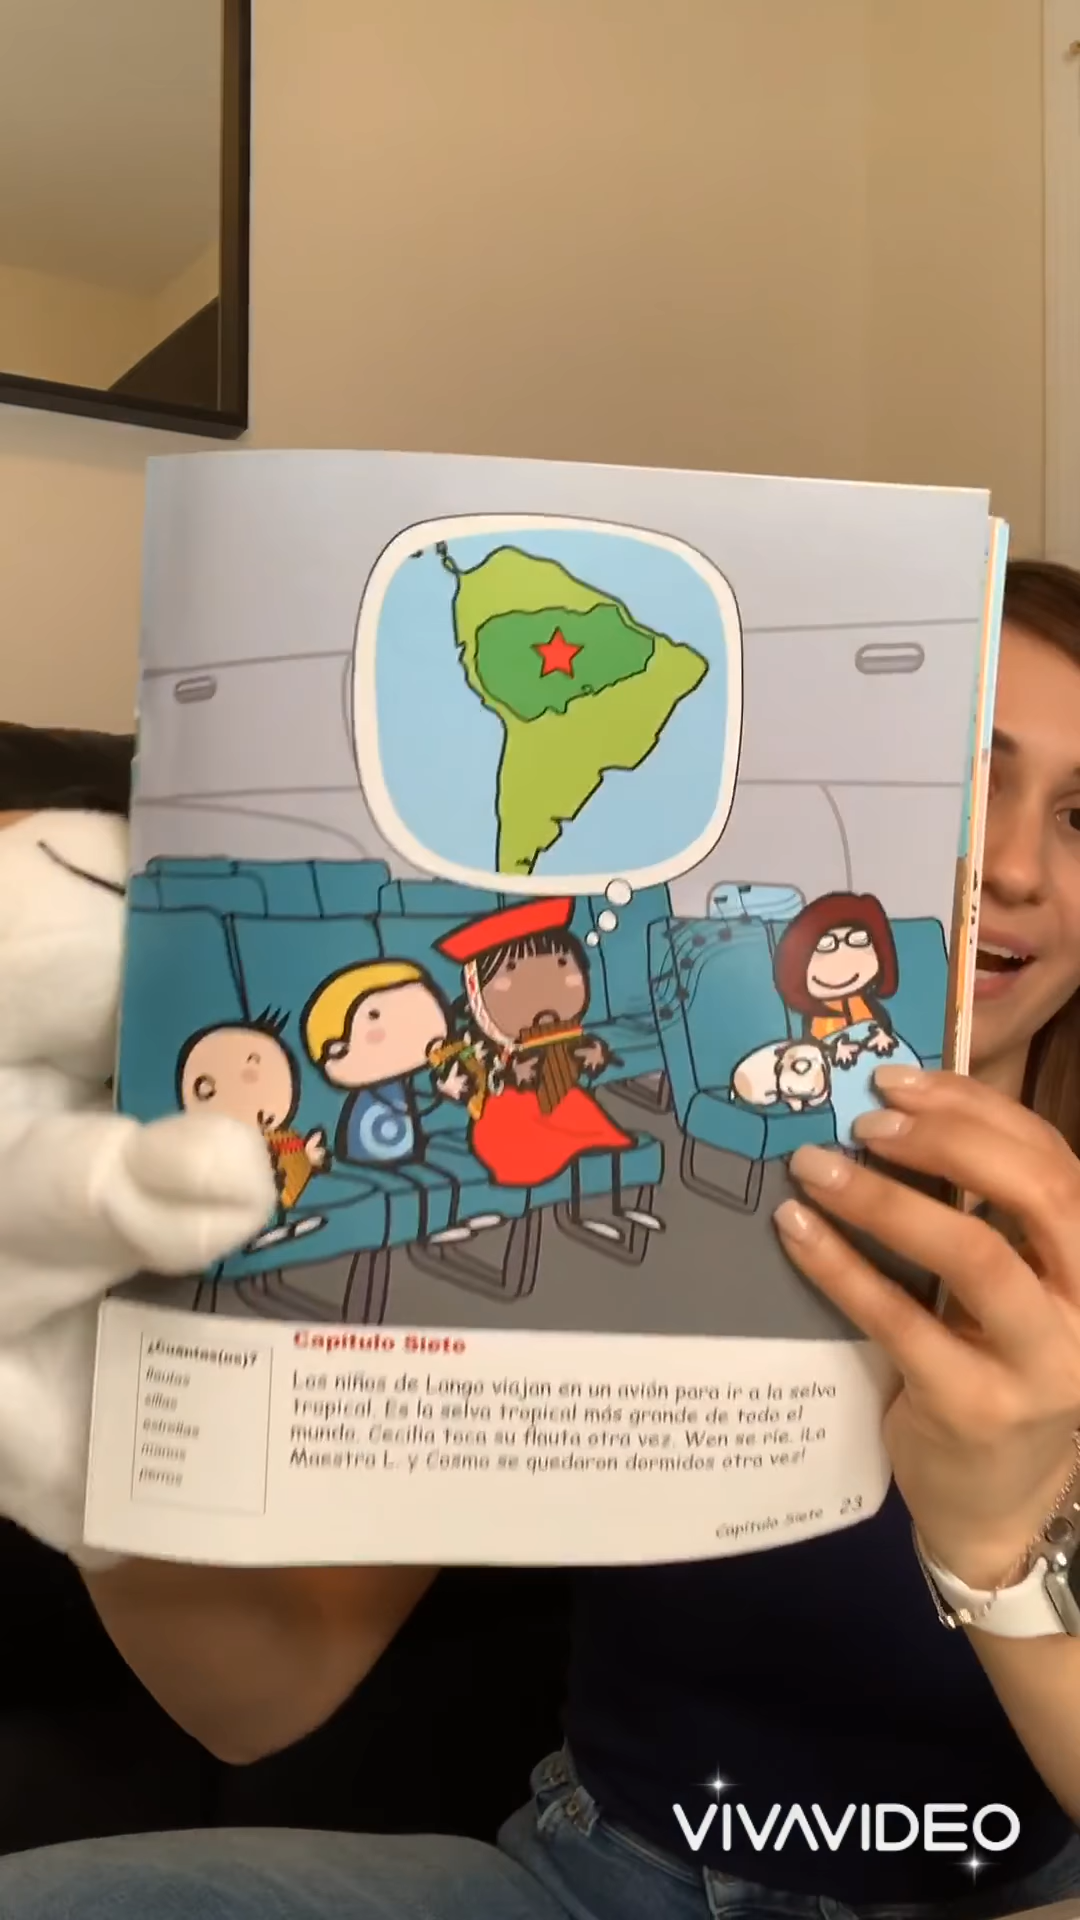 Capítulo Siete
¿Cuántos(as)?
flautas
sillas
estrellas
manos
perros
Los niños de Lango viajan en un avión para ir a la selva
tropical. Es la selva tropical más grande de todo el
mundo. Cecilia toca su flauta otra vez. Wen se ríe. ¡La
Maestra L. y Cosmo se quedaron dormidos otra vez!
Capítulo Siete 23
VIVAVIDEO